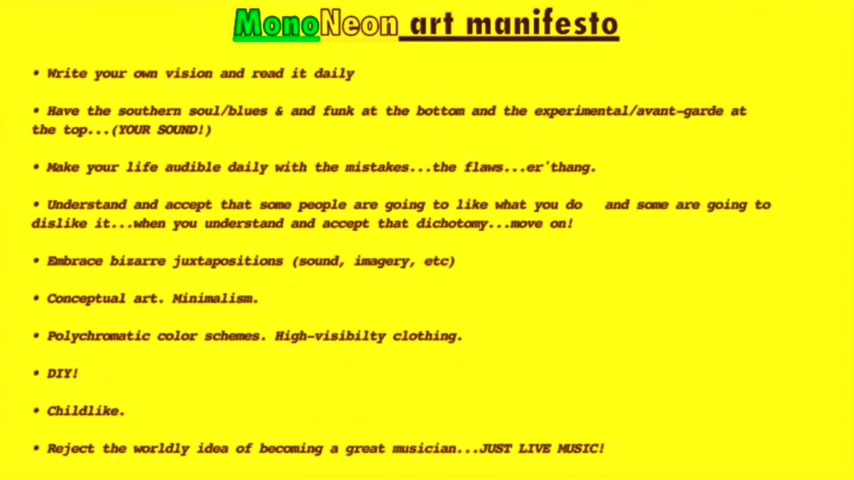 MonoNeon art manifesto
• Write your own vision and read it daily
• Have the southern soul/blues & and funk at the bottom and the experimental/avant-garde at
the top...(YOUR SOUND!)
• Make your life audible daily with the mistakes...the flaws...er'thang.
• Understand and accept that some people are going to like what you do and some are going to
dislike it...when you understand and accept that dichotomy...move on!
• Embrace bizarre juxtapositions (sound, imagery, etc)
• Conceptual art. Minimalism.
• Polychromatic color schemes. High-visibilty clothing.
• DIY!
• Childlike.
• Reject the worldly idea of becoming a great musician...JUST LIVE MUSIC!